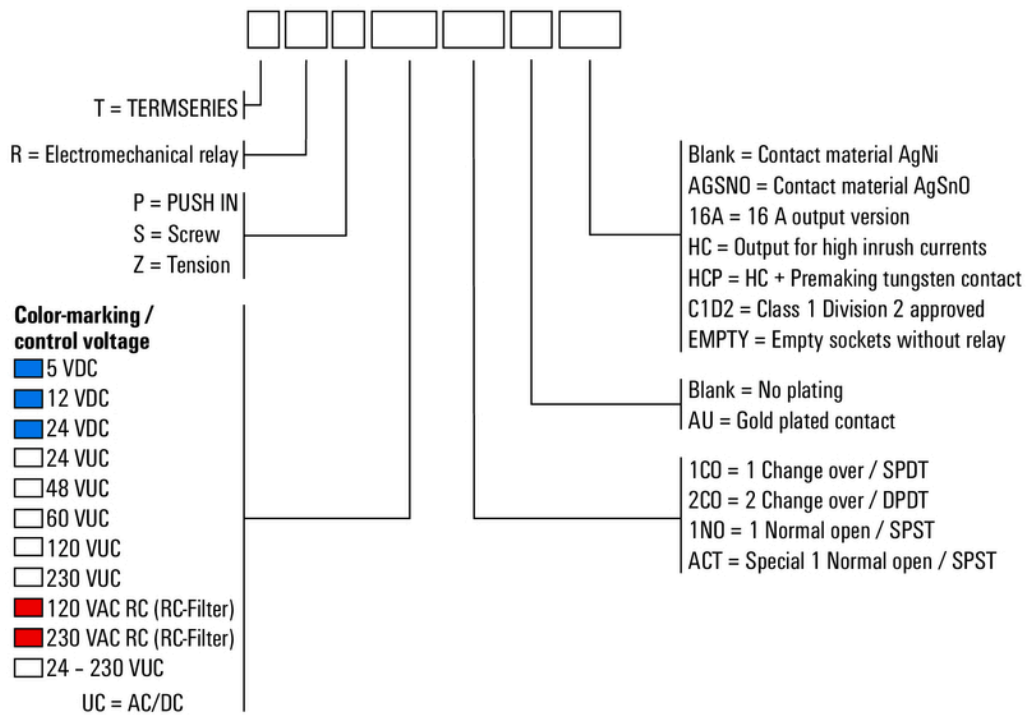 T = TERMSERIES
R = Electromechanical relay
P = PUSH IN
S = Screw
Z = Tension
Color-marking /
control voltage
5 VDC
12 VDC
24 VDC
24 VUC
48 VUC
60 VUC
120 VUC
230 VUC
120 VAC RC (RC-Filter)
230 VAC RC (RC-Filter)
24 – 230 VUC
UC = AC/DC
Blank = Contact material AgNi
AGSNO = Contact material AgSnO
16A = 16 A output version
HC = Output for high inrush currents
HCP = HC + Premaking tungsten contact
C1D2 = Class 1 Division 2 approved
EMPTY = Empty sockets without relay
Blank = No plating
AU = Gold plated contact
1CO = 1 Change over / SPDT
2CO = 2 Change over / DPDT
1NO = 1 Normal open / SPST
ACT = Special 1 Normal open / SPST